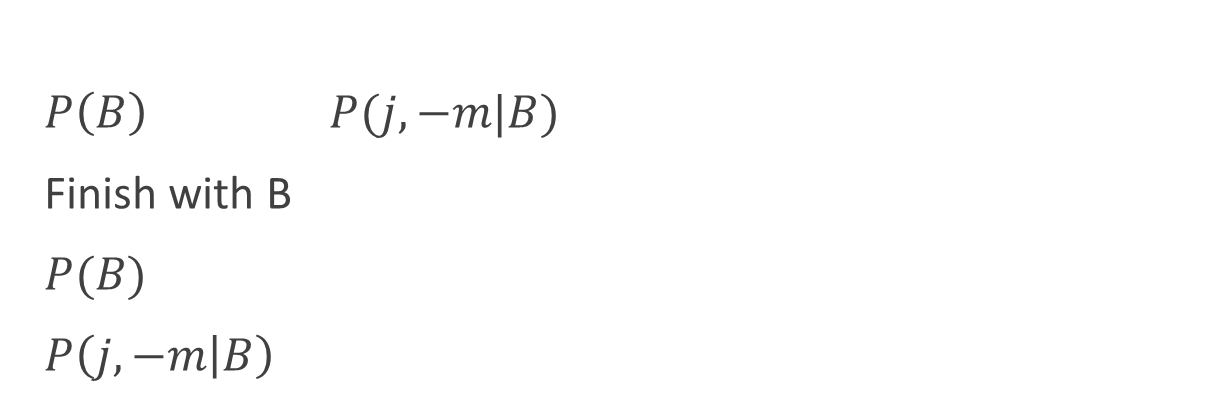 P(B) P(j, −m|B)
Finish with B
P(B)
P(j, −m|B)